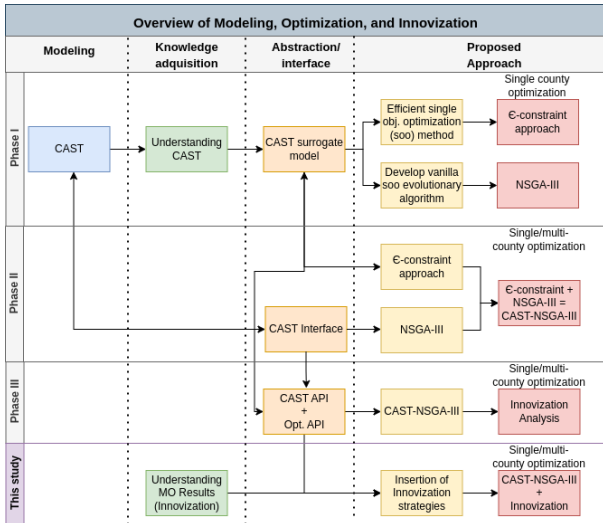 Overview of Modeling, Optimization, and Innovization
Modeling
Knowledge
adquisition
Abstraction/
interface
Proposed
Approach
Phase I
CAST
Understanding
CAST
CAST surrogate
model
Efficient single
obj. optimization
(soo) method
Single county
optimization
Є-constraint
approach
Develop vanilla
soo evolutionary
algorithm
NSGA-III
Phase II
Single/multi-
county optimization
Є-constraint
approach
Є-constraint +
NSGA-III =
CAST-NSGA-III
CAST Interface
NSGA-III
Phase III
Single/multi-
county optimization
CAST API
+
Opt. API
CAST-NSGA-III
Innovization
Analysis
This study
Single/multi-
county optimization
Understanding
MO Results
(Innovization)
Insertion of
Innovization
strategies
CAST-NSGA-III
+
Innovization